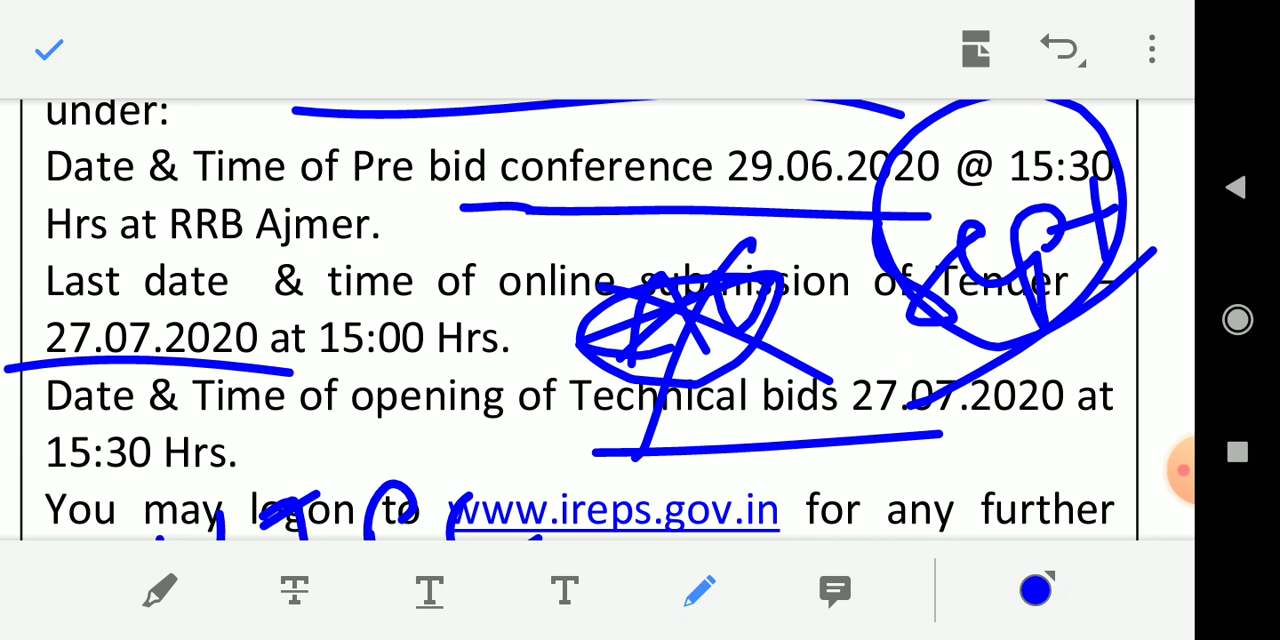 under:
Date & Time of Pre bid conference 29.06.2020 @ 15:30
Hrs at RRB Ajmer.
Last date & time of online submission of Tender –
27.07.2020 at 15:00 Hrs.
Date & Time of opening of Technical bids 27.07.2020 at
15:30 Hrs.
You may logon to www.ireps.gov.in for any further